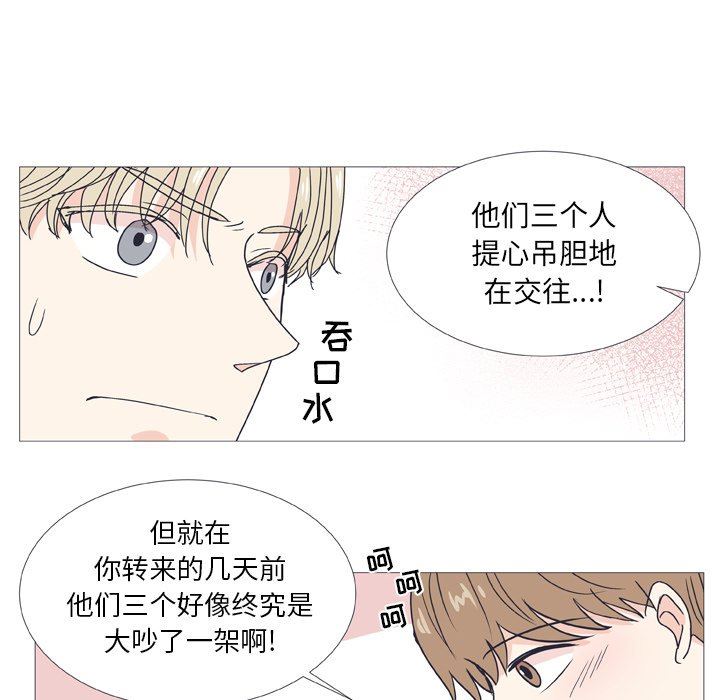 他们三个人
提心吊胆地
在交往...!
吞
口
水
但就在
你转来的几天前
他们三个好像终究是
大吵了一架啊!
呵
呵
呵